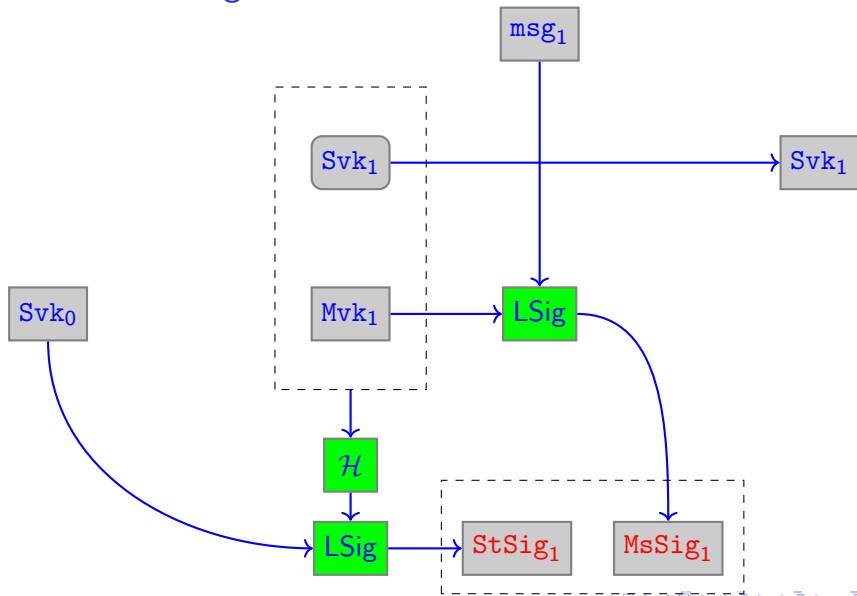 msg₁
Svk₁
Svk₁
Svk₀
Mvk₁
LSig
ℋ
LSig
StSig₁
MsSig₁